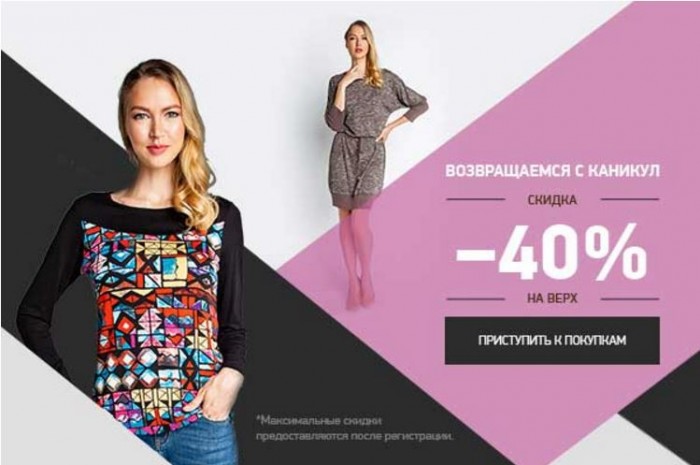 ВОЗВРАЩАЕМСЯ С КАНИКУЛ
СКИДКА
–40%
НА ВЕРХ
ПРИСТУПИТЬ К ПОКУПКАМ
*Максимальные скидки
предоставляются после регистрации.